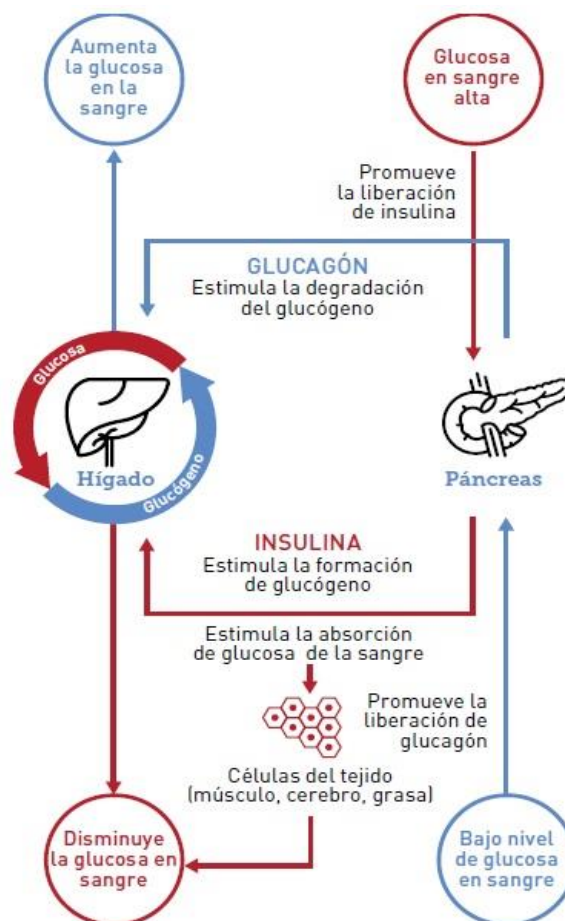 Aumenta
la glucosa
en la
sangre
Glucosa
en sangre
alta
Promueve
la liberación
de insulina
GLUCAGÓN
Estimula la degradación
del glucógeno
Glucosa
Glucógeno
Hígado
Páncreas
INSULINA
Estimula la formación
de glucógeno
Estimula la absorción
de glucosa de la sangre
Promueve la
liberación de
glucagón
Células del tejido
(músculo, cerebro, grasa)
Disminuye
la glucosa en
sangre
Bajo nivel
de glucosa
en sangre